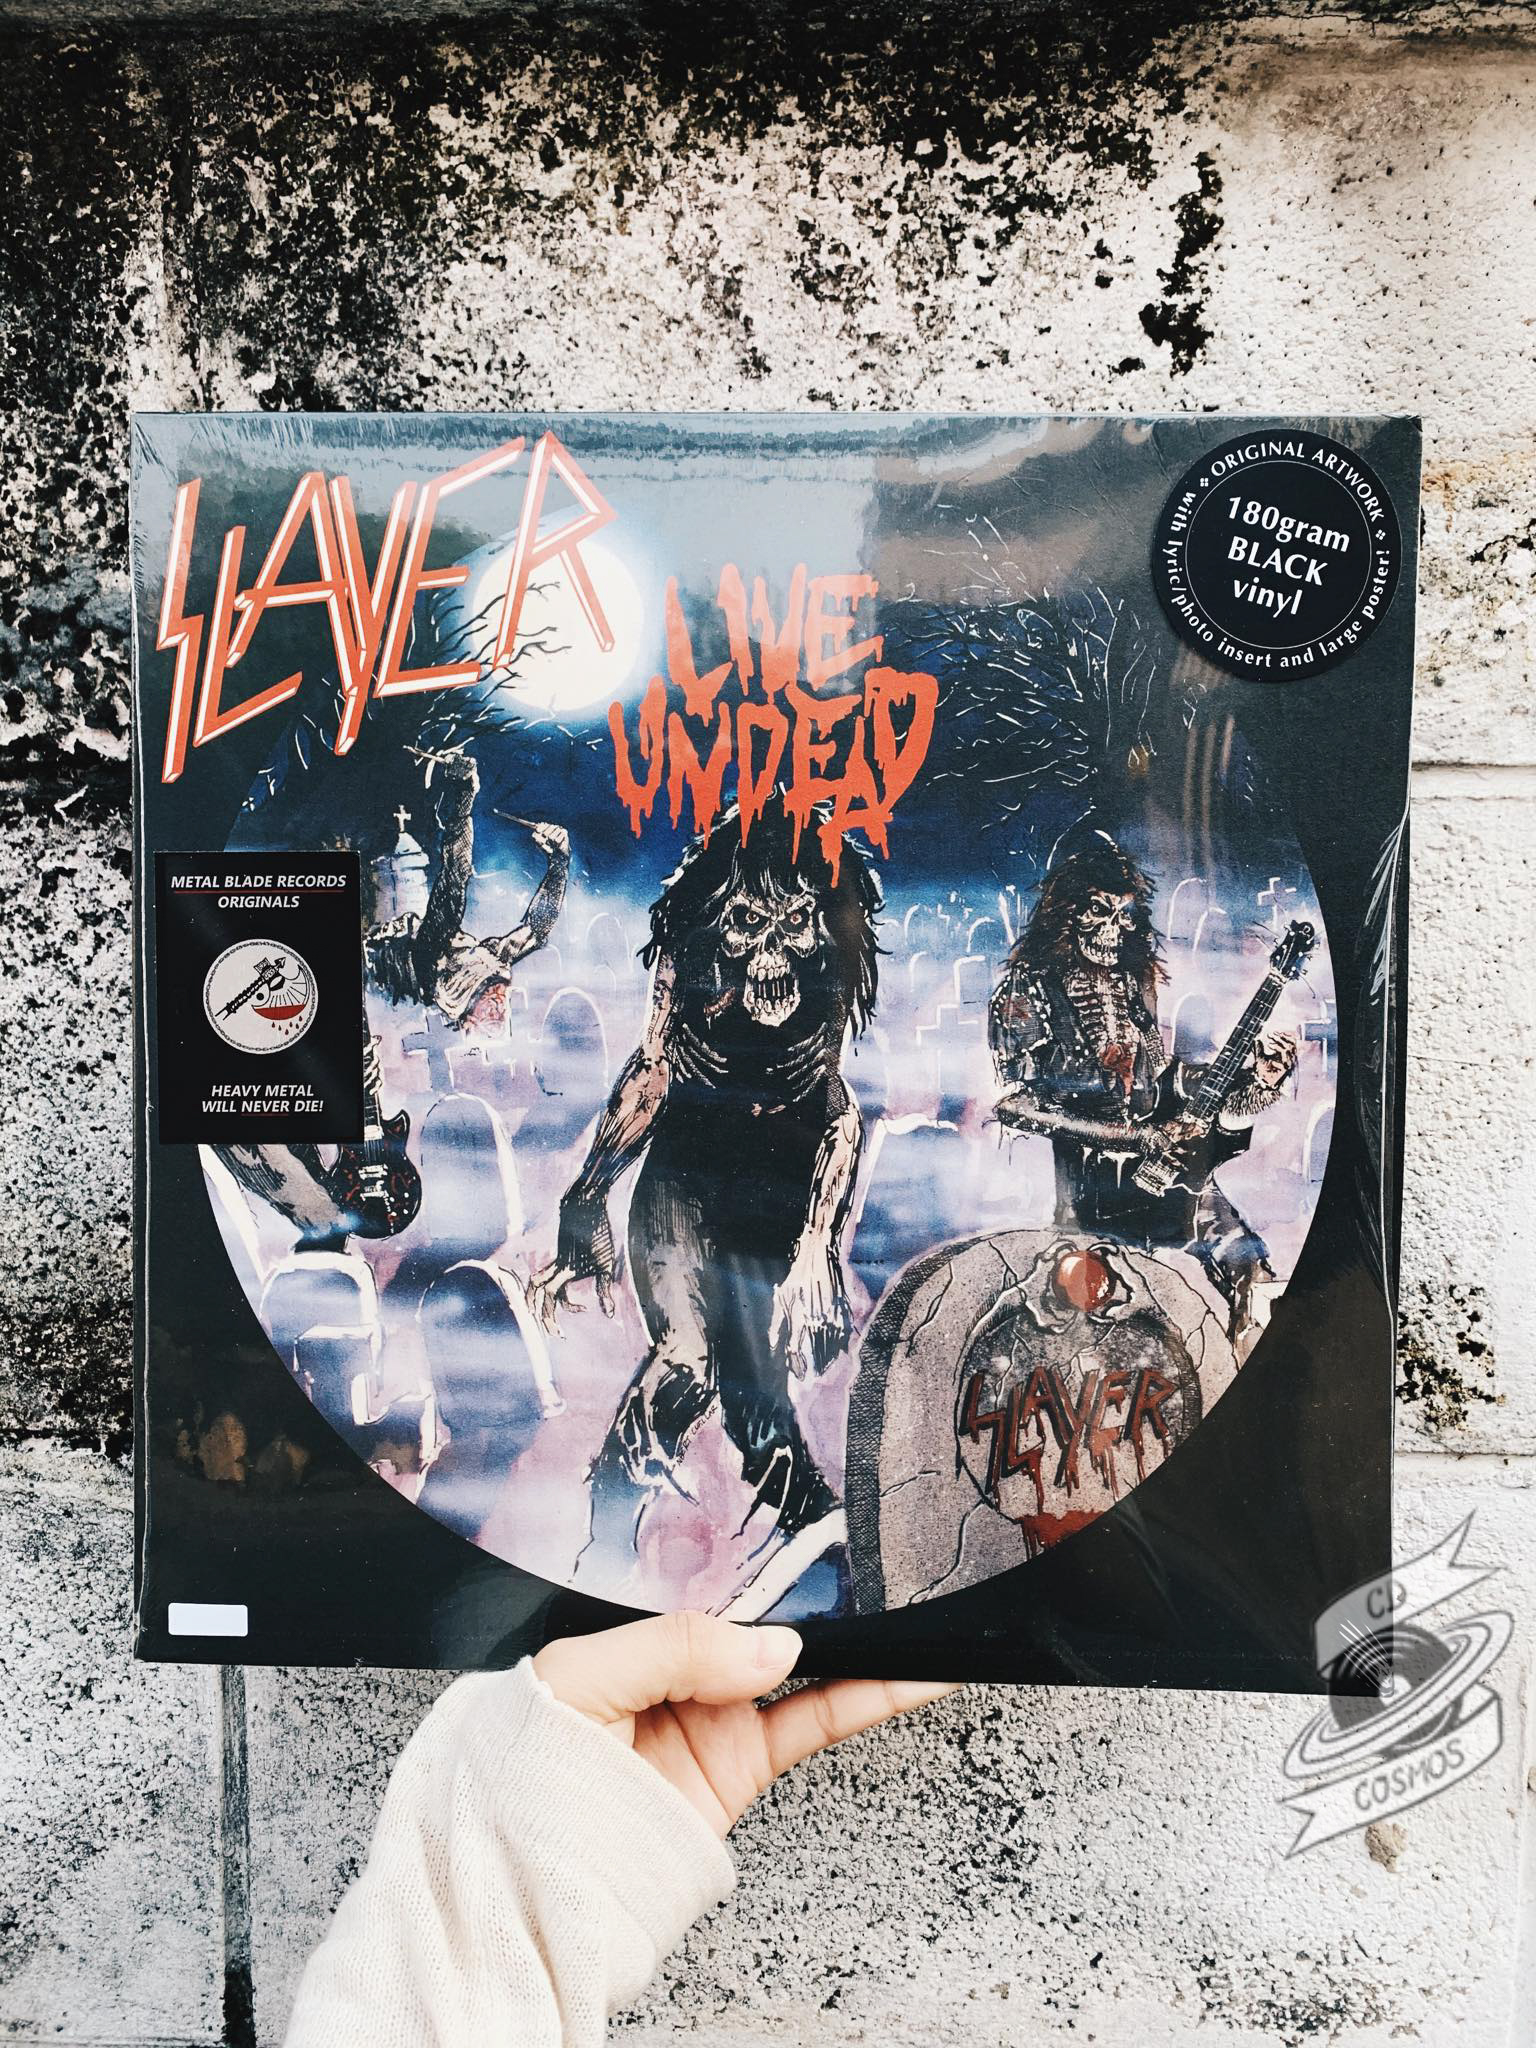 SLAYER
LIVE
UNDEAD
ORIGINAL ARTWORK
180gram
BLACK
vinyl
with lyric/photo insert and large poster!
METAL BLADE RECORDS
ORIGINALS
HEAVY METAL
WILL NEVER DIE!
SLAYER
CD
COSMOS